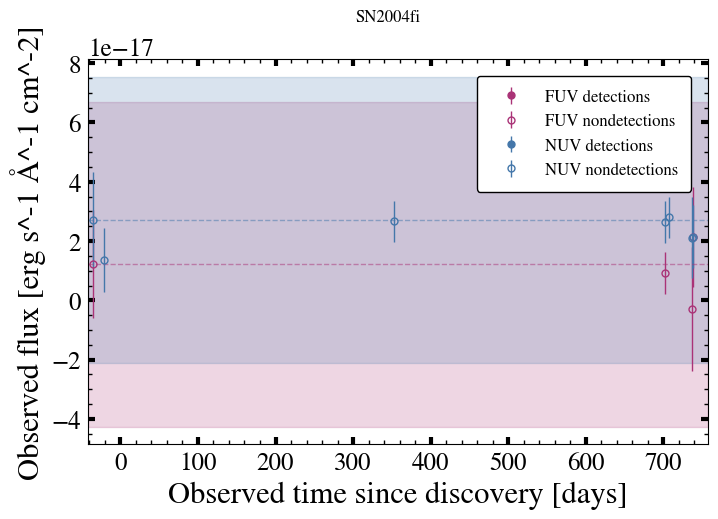 SN2004fi
1e−17
8
6
4
2
0
−2
−4
Observed flux [erg s^-1 Å^-1 cm^-2]
FUV detections
FUV nondetections
NUV detections
NUV nondetections
0 100 200 300 400 500 600 700
Observed time since discovery [days]